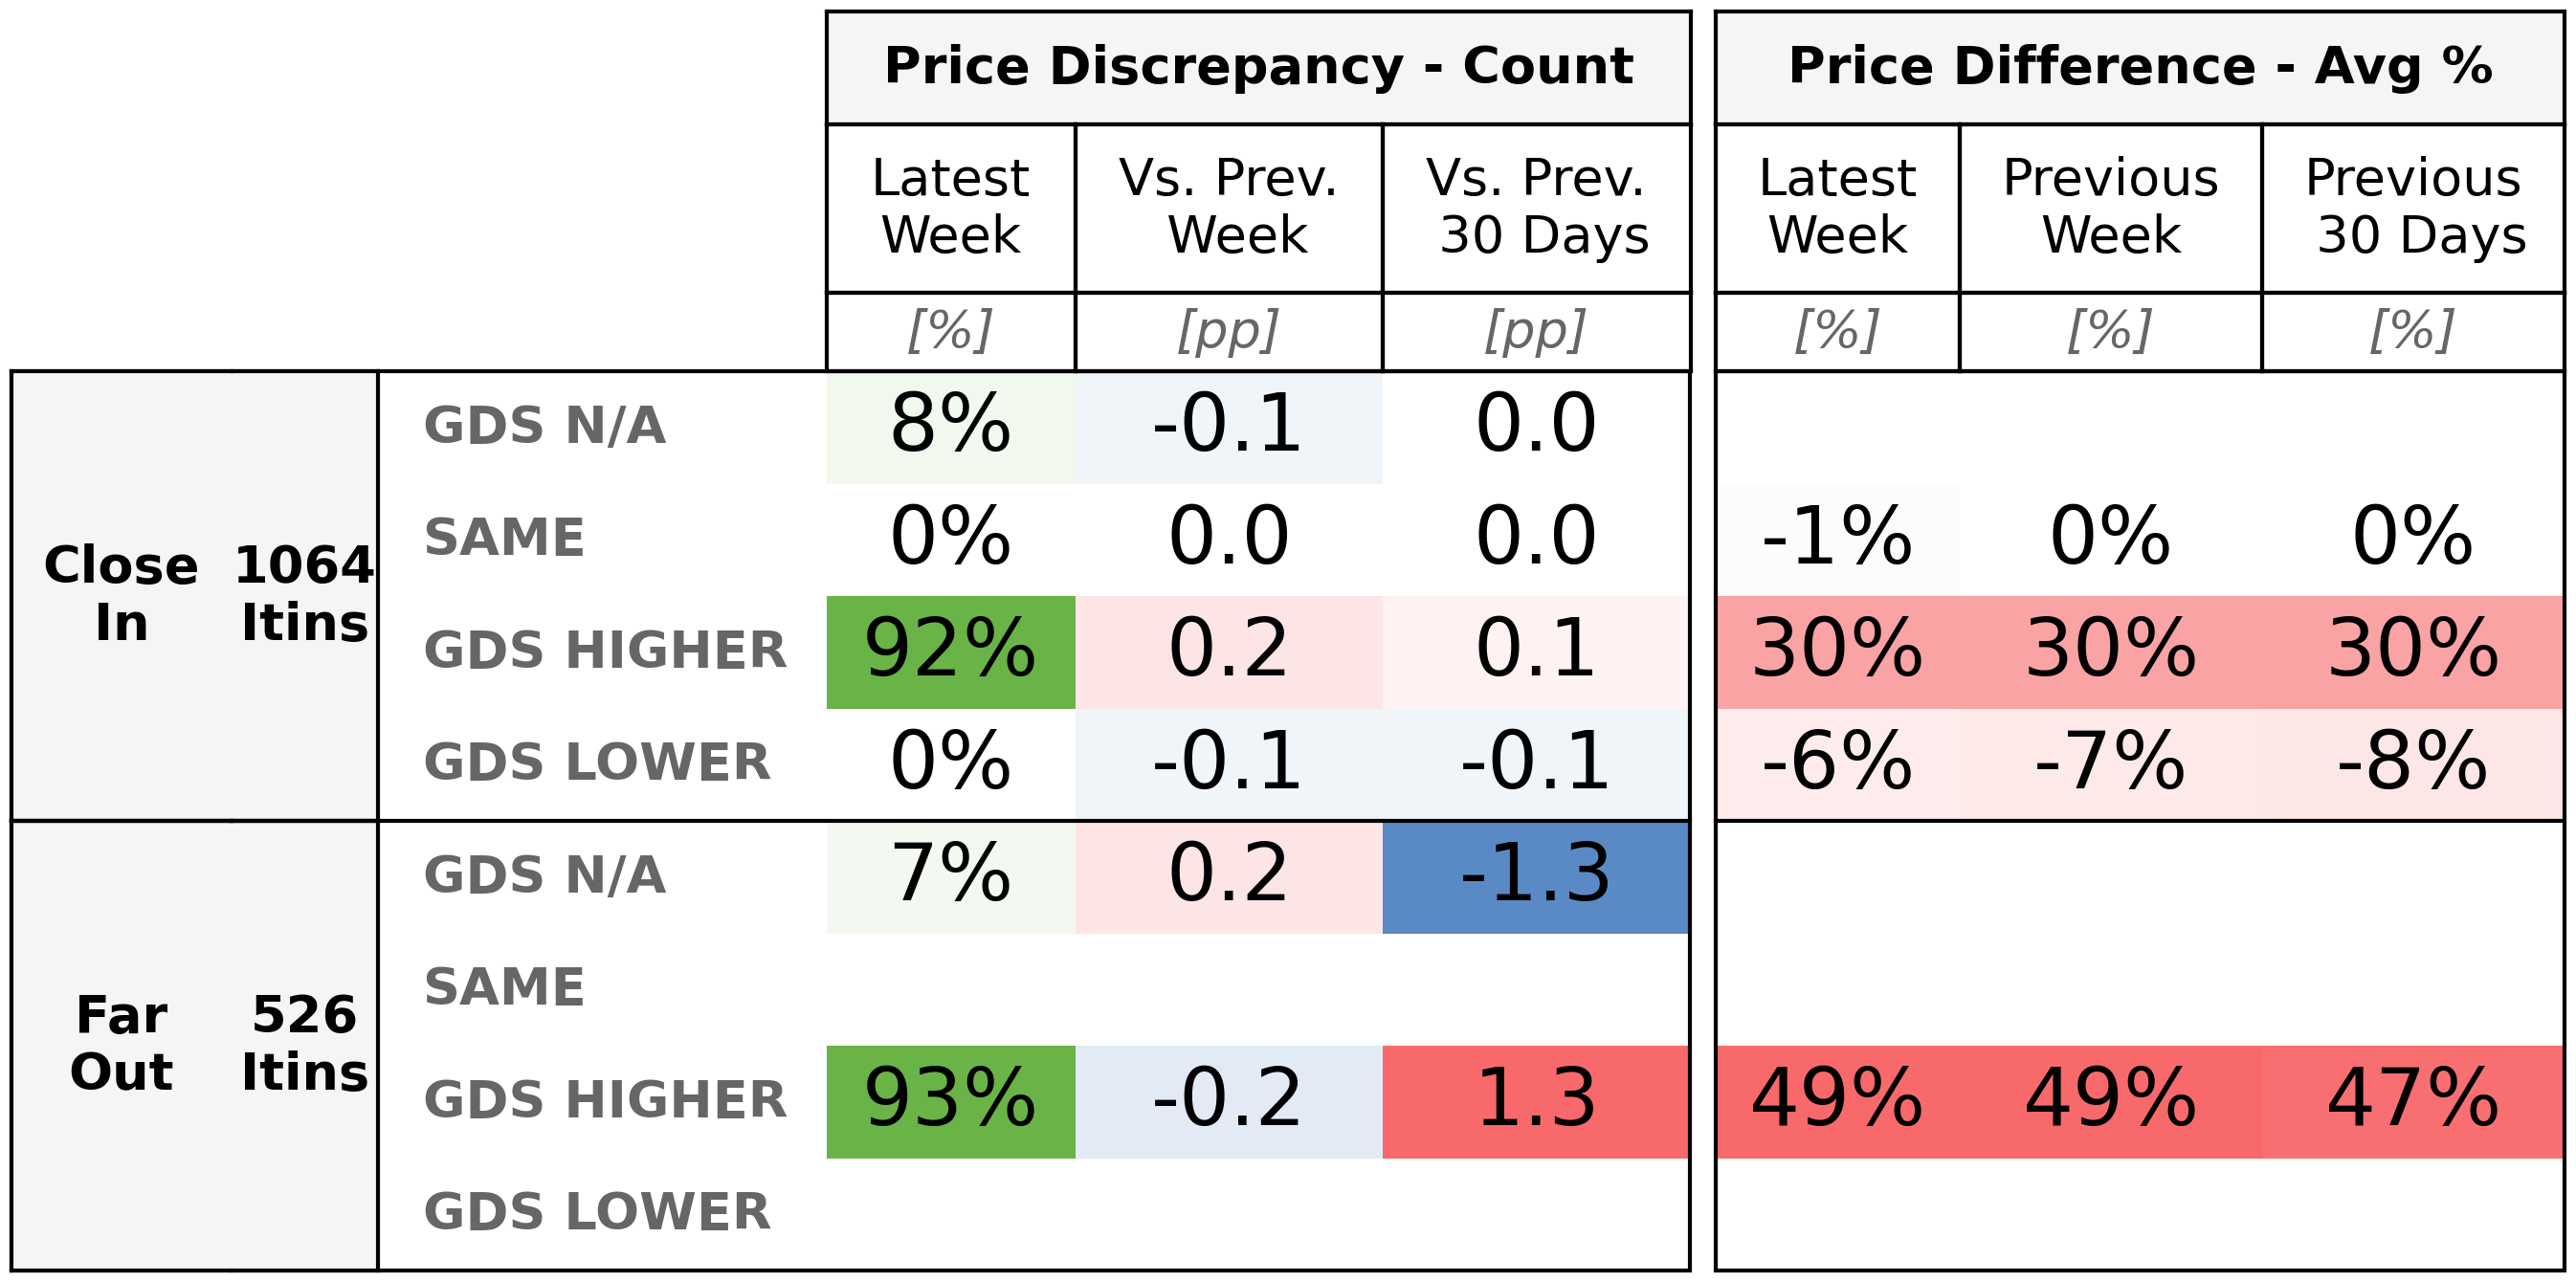 Price Discrepancy - Count Price Difference - Avg %
Latest Week Vs. Prev. Week Vs. Prev. 30 Days Latest Week Previous Week Previous 30 Days
[%] [pp] [pp] [%] [%] [%]
Close In 1064 Itins
GDS N/A 8% -0.1 0.0
SAME 0% 0.0 0.0 -1% 0% 0%
GDS HIGHER 92% 0.2 0.1 30% 30% 30%
GDS LOWER 0% -0.1 -0.1 -6% -7% -8%
Far Out 526 Itins
GDS N/A 7% 0.2 -1.3
SAME
GDS HIGHER 93% -0.2 1.3 49% 49% 47%
GDS LOWER